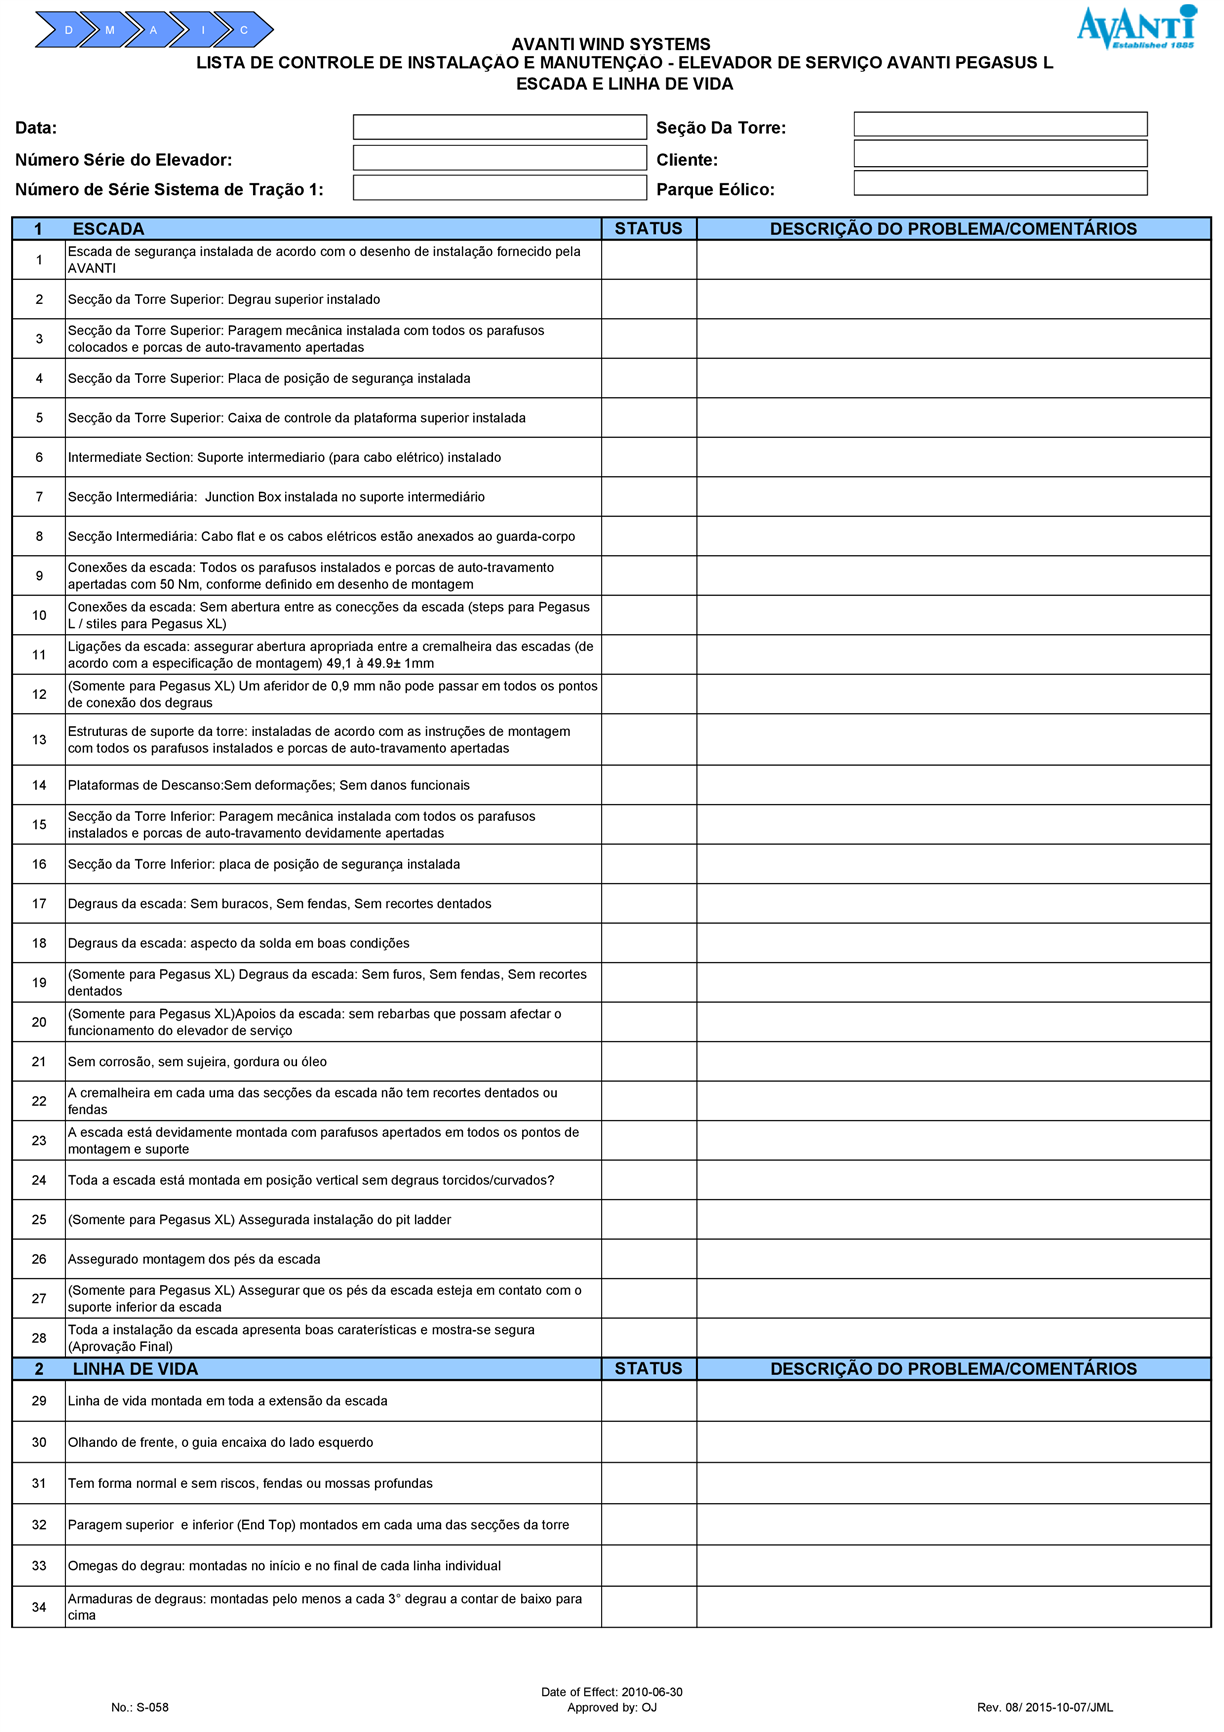 D M A I C
AVANTI
Established 1885
AVANTI WIND SYSTEMS
LISTA DE CONTROLE DE INSTALAÇÃO E MANUTENÇÃO - ELEVADOR DE SERVIÇO AVANTI PEGASUS L
ESCADA E LINHA DE VIDA
Data: Seção Da Torre:
Número Série do Elevador: Cliente:
Número de Série Sistema de Tração 1: Parque Eólico:
1 ESCADA STATUS DESCRIÇÃO DO PROBLEMA/COMENTÁRIOS
1 Escada de segurança instalada de acordo com o desenho de instalação fornecido pela
AVANTI
2 Secção da Torre Superior: Degrau superior instalado
3 Secção da Torre Superior: Paragem mecânica instalada com todos os parafusos
colocados e porcas de auto-travamento apertadas
4 Secção da Torre Superior: Placa de posição de segurança instalada
5 Secção da Torre Superior: Caixa de controle da plataforma superior instalada
6 Intermediate Section: Suporte intermediario (para cabo elétrico) instalado
7 Secção Intermediária:  Junction Box instalada no suporte intermediário
8 Secção Intermediária: Cabo flat e os cabos elétricos estão anexados ao guarda-corpo
9 Conexões da escada: Todos os parafusos instalados e porcas de auto-travamento
apertadas com 50 Nm, conforme definido em desenho de montagem
10 Conexões da escada: Sem abertura entre as conecções da escada (steps para Pegasus
L / stiles para Pegasus XL)
11 Ligações da escada: assegurar abertura apropriada entre a cremalheira das escadas (de
acordo com a especificação de montagem) 49,1 à 49.9± 1mm
12 (Somente para Pegasus XL) Um aferidor de 0,9 mm não pode passar em todos os pontos
de conexão dos degraus
13 Estruturas de suporte da torre: instaladas de acordo com as instruções de montagem
com todos os parafusos instalados e porcas de auto-travamento apertadas
14 Plataformas de Descanso:Sem deformações; Sem danos funcionais
15 Secção da Torre Inferior: Paragem mecânica instalada com todos os parafusos
instalados e porcas de auto-travamento devidamente apertadas
16 Secção da Torre Inferior: placa de posição de segurança instalada
17 Degraus da escada: Sem buracos, Sem fendas, Sem recortes dentados
18 Degraus da escada: aspecto da solda em boas condições
19 (Somente para Pegasus XL) Degraus da escada: Sem furos, Sem fendas, Sem recortes
dentados
20 (Somente para Pegasus XL)Apoios da escada: sem rebarbas que possam afectar o
funcionamento do elevador de serviço
21 Sem corrosão, sem sujeira, gordura ou óleo
22 A cremalheira em cada uma das secções da escada não tem recortes dentados ou
fendas
23 A escada está devidamente montada com parafusos apertados em todos os pontos de
montagem e suporte
24 Toda a escada está montada em posição vertical sem degraus torcidos/curvados?
25 (Somente para Pegasus XL) Assegurada instalação do pit ladder
26 Assegurado montagem dos pés da escada
27 (Somente para Pegasus XL) Assegurar que os pés da escada esteja em contato com o
suporte inferior da escada
28 Toda a instalação da escada apresenta boas caraterísticas e mostra-se segura
(Aprovação Final)
2 LINHA DE VIDA STATUS DESCRIÇÃO DO PROBLEMA/COMENTÁRIOS
29 Linha de vida montada em toda a extensão da escada
30 Olhando de frente, o guia encaixa do lado esquerdo
31 Tem forma normal e sem riscos, fendas ou mossas profundas
32 Paragem superior  e inferior (End Top) montados em cada uma das secções da torre
33 Omegas do degrau: montadas no início e no final de cada linha individual
34 Armaduras de degraus: montadas pelo menos a cada 3° degrau a contar de baixo para
cima
Date of Effect: 2010-06-30
No.: S-058 Approved by: OJ Rev. 08/ 2015-10-07/JML